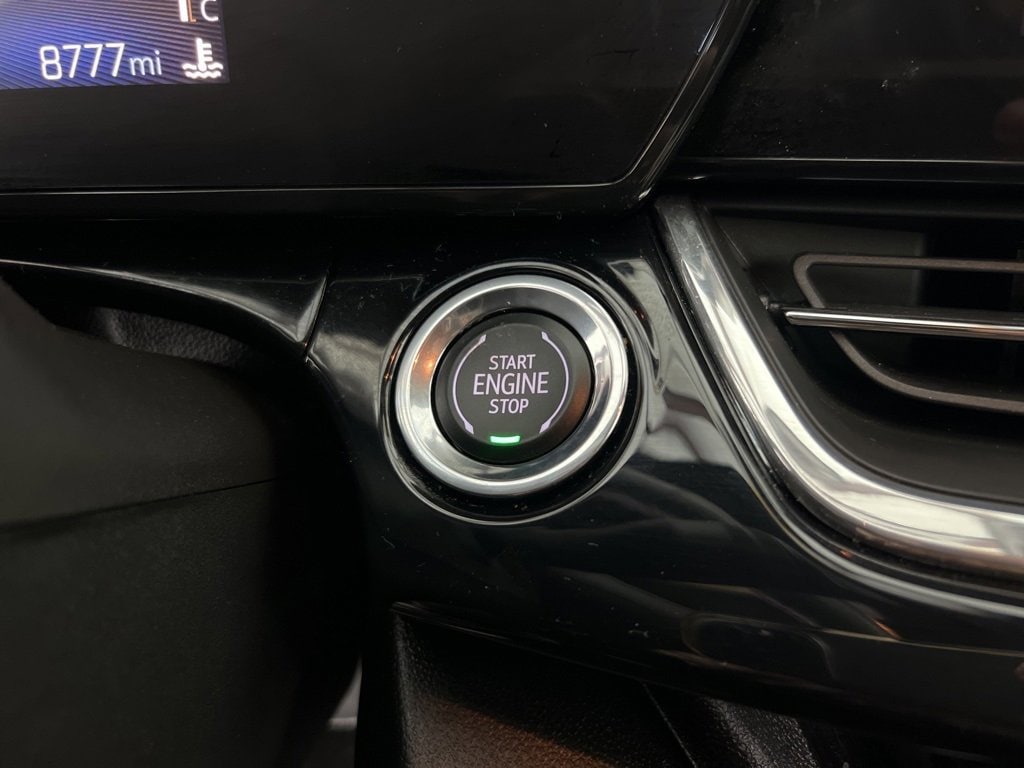 C
8777mi
START
ENGINE
STOP